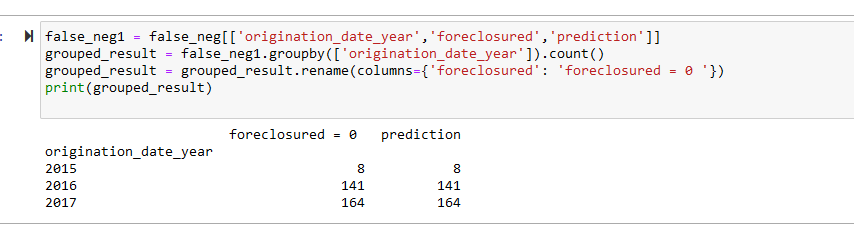 :
false_neg1 = false_neg[['origination_date_year','foreclosured','prediction']]
grouped_result = false_neg1.groupby(['origination_date_year']).count()
grouped_result = grouped_result.rename(columns={'foreclosured': 'foreclosured = 0 '})
print(grouped_result)
foreclosured = 0 prediction
origination_date_year
2015 8 8
2016 141 141
2017 164 164